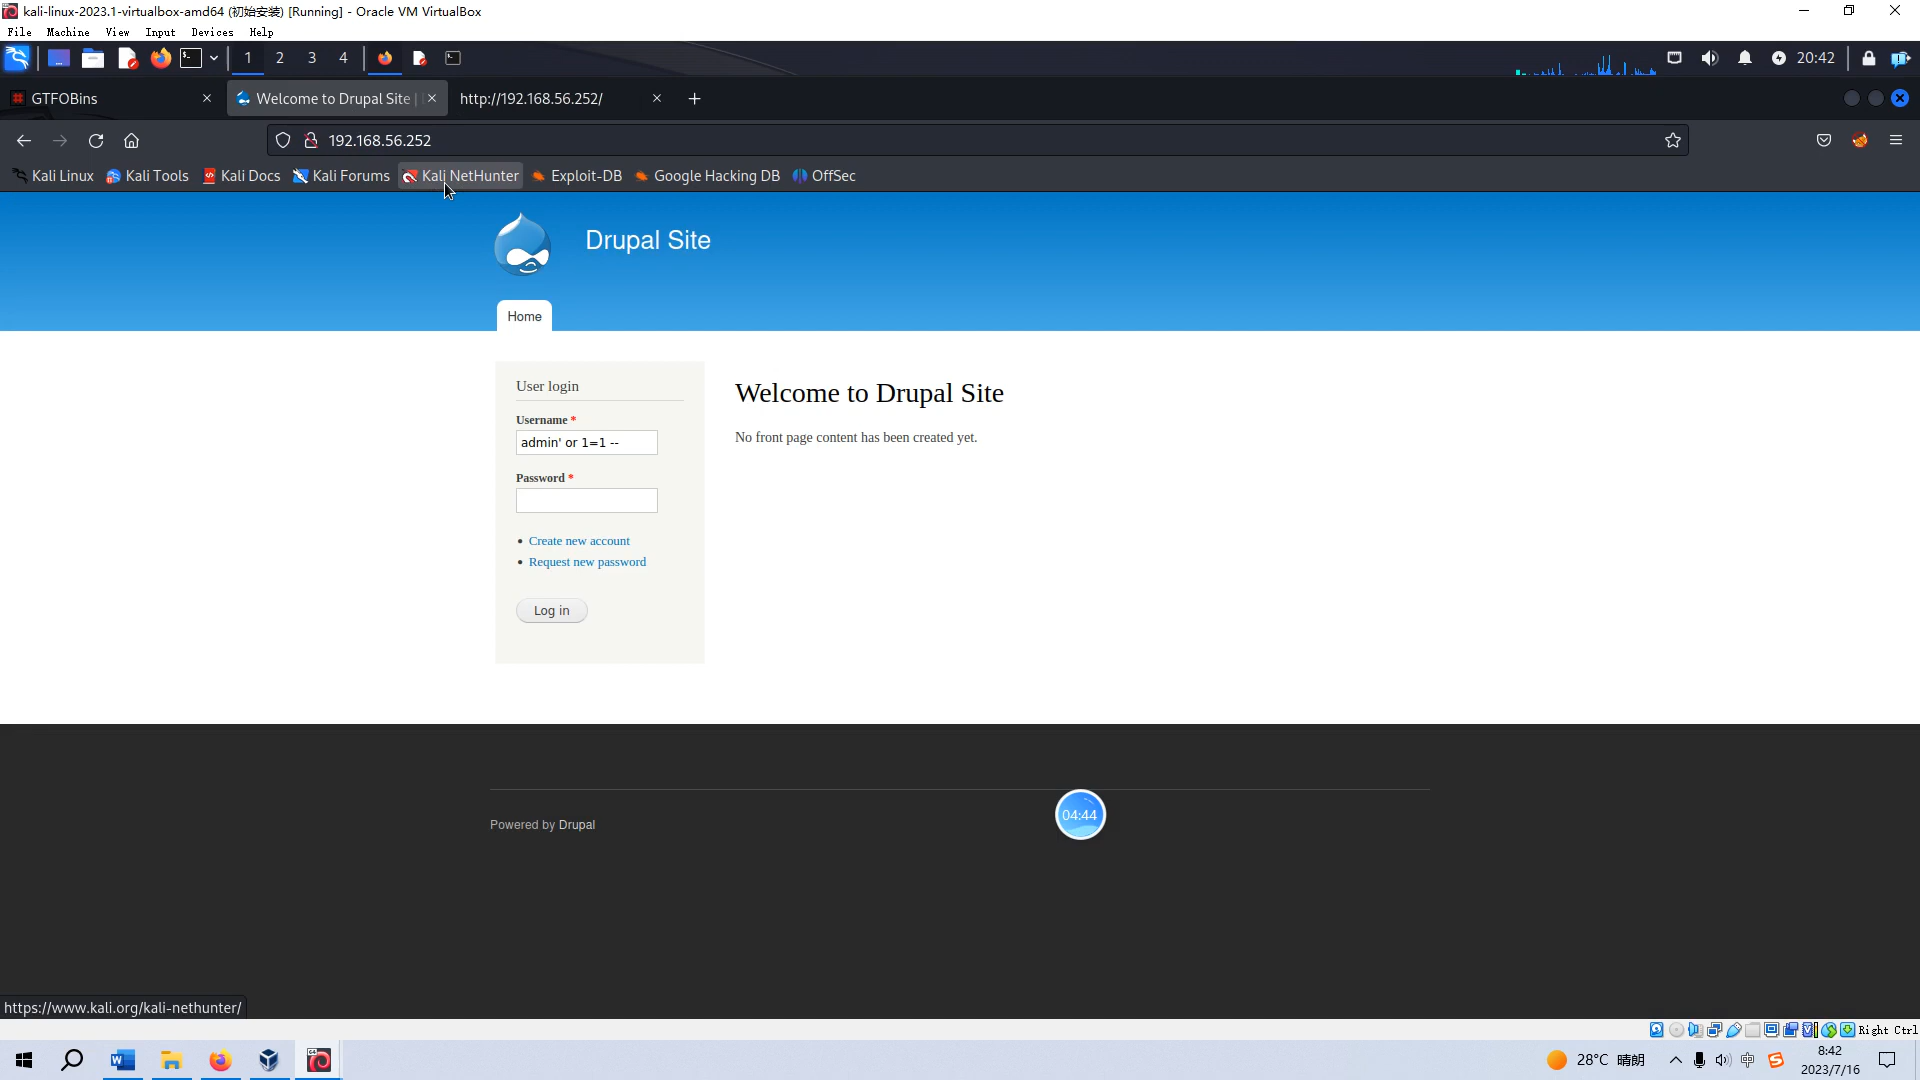 kali-linux-2023.1-virtualbox-amd64 (初始安装) [Running] - Oracle VM VirtualBox
File Machine View Input Devices Help
1 2 3 4 20:42
GTFOBins Welcome to Drupal Site | http://192.168.56.252/
192.168.56.252
Kali Linux Kali Tools Kali Docs Kali Forums Kali NetHunter Exploit-DB Google Hacking DB OffSec
Drupal Site
Home
User login
Username *
admin' or 1=1 --
Password *
Create new account
Request new password
Log in
Welcome to Drupal Site
No front page content has been created yet.
Powered by Drupal
04:44
https://www.kali.org/kali-nethunter/
Right Ctrl
28°C 晴朗
中
8:42
2023/7/16